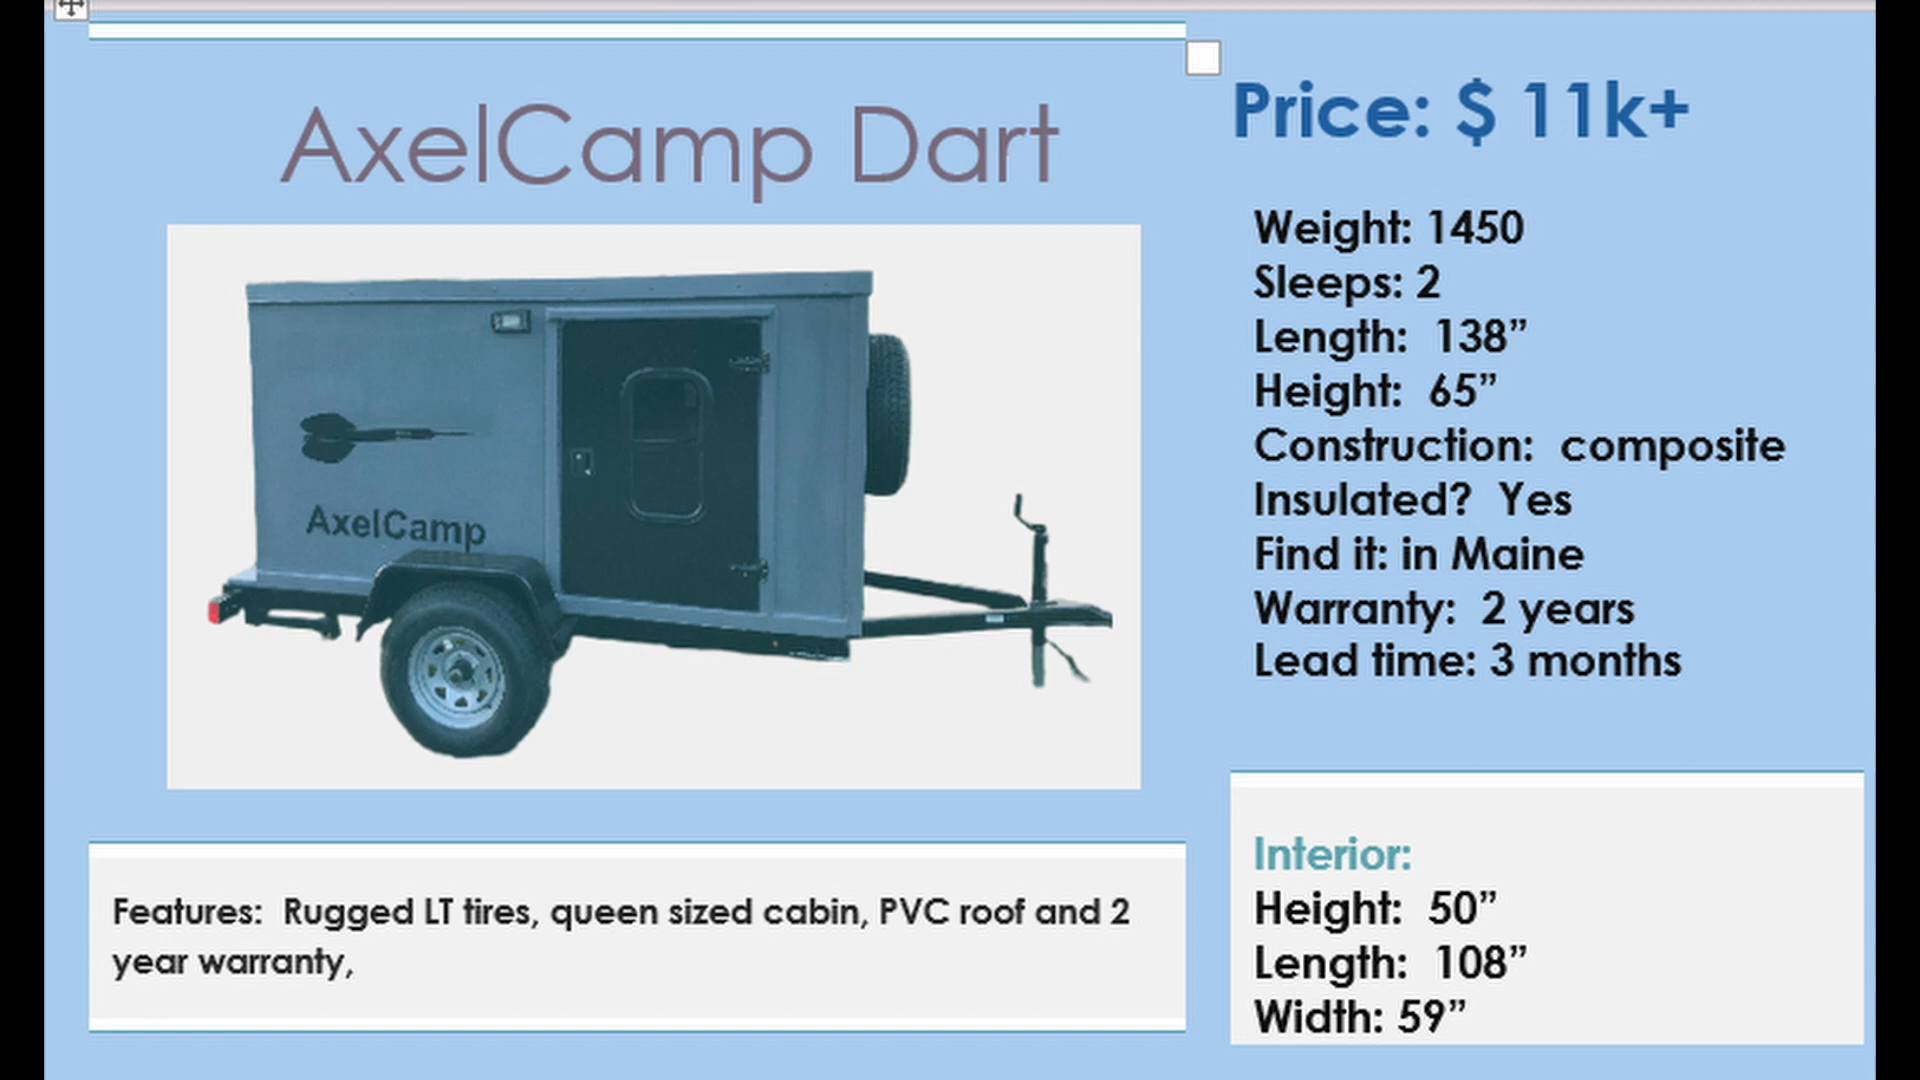 AxelCamp Dart
AxelCamp
Features:  Rugged LT tires, queen sized cabin, PVC roof and 2
year warranty,
Price: $ 11k+
Weight: 1450
Sleeps: 2
Length:  138”
Height:  65”
Construction:  composite
Insulated?  Yes
Find it: in Maine
Warranty:  2 years
Lead time: 3 months
Interior:
Height:  50”
Length:  108”
Width: 59”